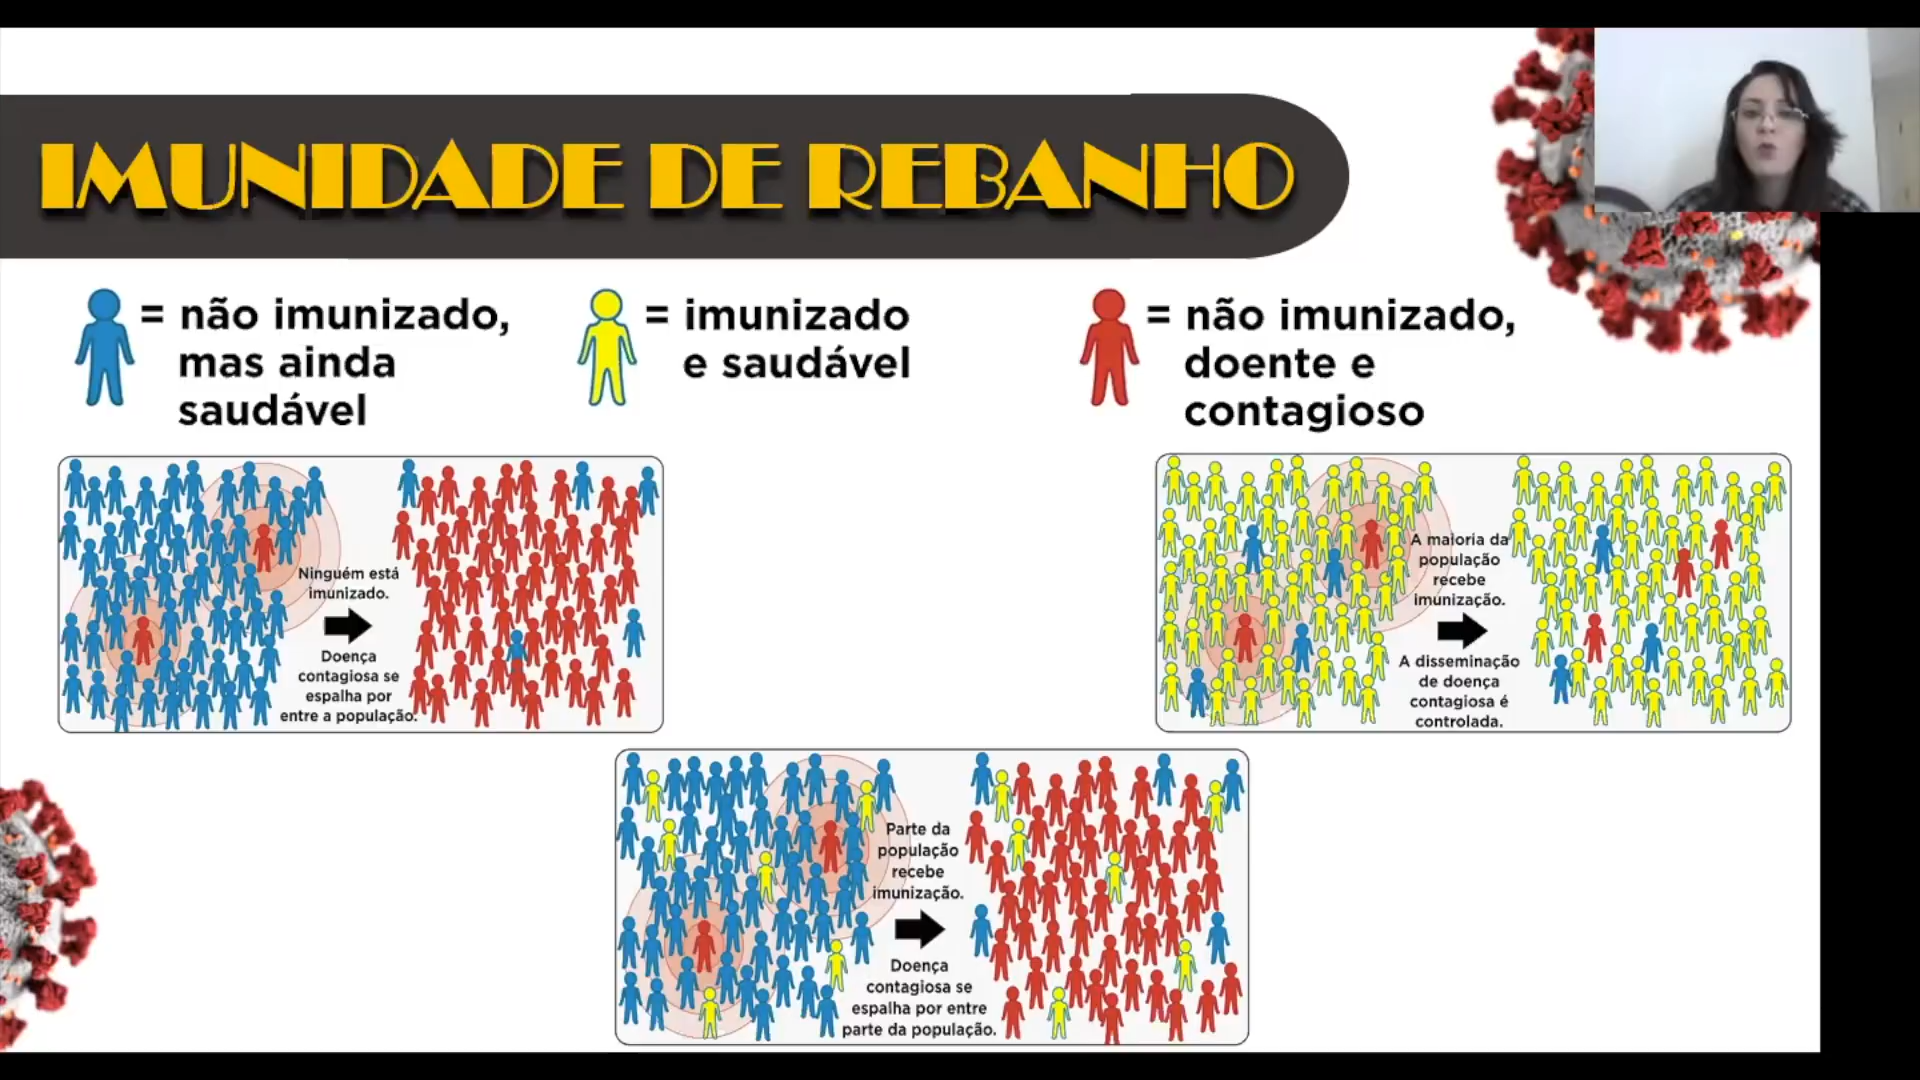 IMUNIDADE DE REBANHO
= não imunizado,
mas ainda
saudável
= imunizado
e saudável
= não imunizado,
doente e
contagioso
Ninguém está
imunizado.
Doença
contagiosa se
espalha por
entre a população.
A maioria da
população
recebe
imunização.
A disseminação
de doença
contagiosa é
controlada.
Parte da
população
recebe
imunização.
Doença
contagiosa se
espalha por entre
parte da população.